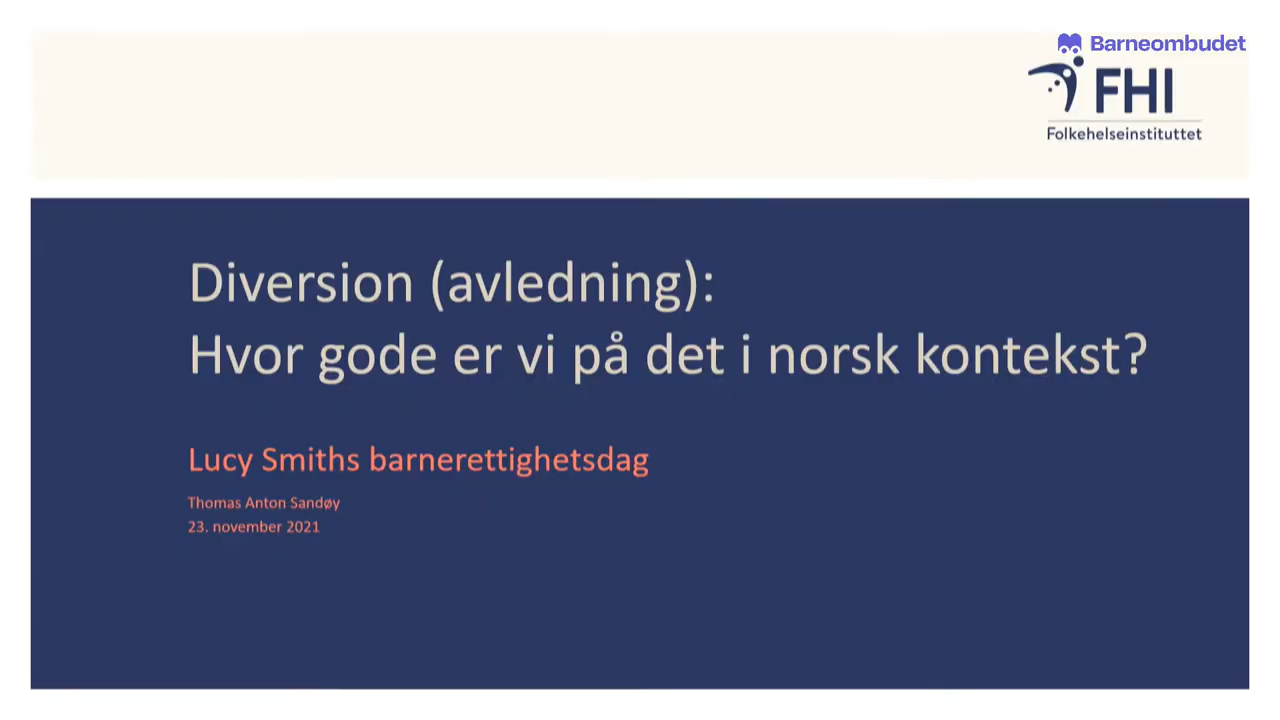 Barneombudet
FHI
Folkehelseinstituttet
Diversion (avledning):
Hvor gode er vi på det i norsk kontekst?
Lucy Smiths barnerettighetsdag
Thomas Anton Sandøy
23. november 2021